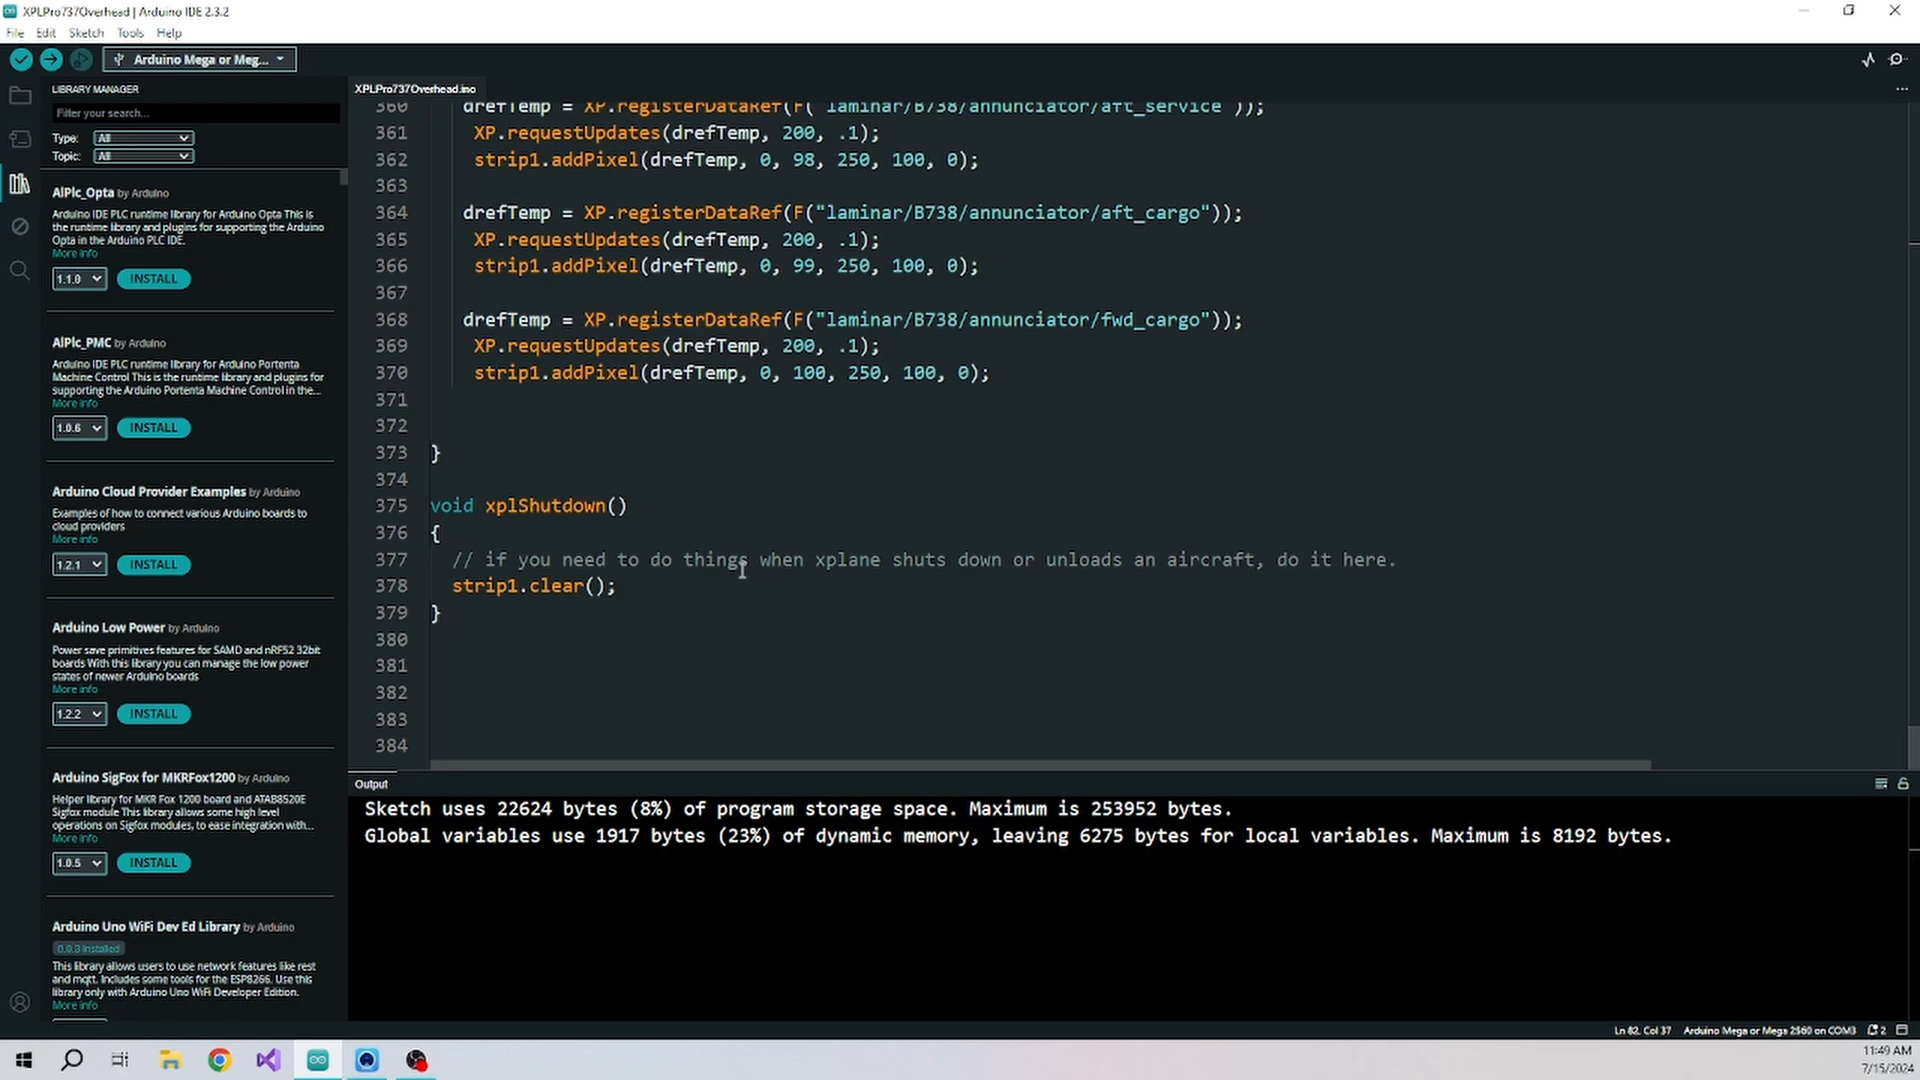 XPLPro737Overhead | Arduino IDE 2.3.2
File Edit Sketch Tools Help
Arduino Mega or Meg...
LIBRARY MANAGER
Filter your search...
Type: All
Topic: All
AlPlc_Opta by Arduino
Arduino IDE PLC runtime library for Arduino Opta This is
the runtime library and plugins for supporting the Arduino
Opta in the Arduino PLC IDE.
More info
1.1.0 INSTALL
AlPlc_PMC by Arduino
Arduino IDE PLC runtime library for Arduino Portenta
Machine Control This is the runtime library and plugins for
supporting the Arduino Portenta Machine Control in the...
More info
1.0.6 INSTALL
Arduino Cloud Provider Examples by Arduino
Examples of how to connect various Arduino boards to
cloud providers
More info
1.2.1 INSTALL
Arduino Low Power by Arduino
Power save primitives features for SAMD and nRF52 32bit
boards With this library you can manage the low power
states of newer Arduino boards
More info
1.2.2 INSTALL
Arduino SigFox for MKRFox1200 by Arduino
Helper library for MKR Fox 1200 board and ATAB8520E
Sigfox module This library allows some high level
operations on Sigfox modules, to ease integration with...
More info
1.0.5 INSTALL
Arduino Uno WiFi Dev Ed Library by Arduino
0.0.3 installed
This library allows users to use network features like rest
and mqtt. Includes some tools for the ESP8266. Use this
library only with Arduino Uno WiFi Developer Edition.
More info
XPLPro737Overhead.ino
360 drefTemp = XP.registerDataRef(F("laminar/B738/annunciator/aft_service"));
361 XP.requestUpdates(drefTemp, 200, .1);
362 strip1.addPixel(drefTemp, 0, 98, 250, 100, 0);
363
364 drefTemp = XP.registerDataRef(F("laminar/B738/annunciator/aft_cargo"));
365 XP.requestUpdates(drefTemp, 200, .1);
366 strip1.addPixel(drefTemp, 0, 99, 250, 100, 0);
367
368 drefTemp = XP.registerDataRef(F("laminar/B738/annunciator/fwd_cargo"));
369 XP.requestUpdates(drefTemp, 200, .1);
370 strip1.addPixel(drefTemp, 0, 100, 250, 100, 0);
371
372
373 }
374
375 void xplShutdown()
376 {
377 // if you need to do things when xplane shuts down or unloads an aircraft, do it here.
378 strip1.clear();
379 }
380
381
382
383
384
Output
Sketch uses 22624 bytes (8%) of program storage space. Maximum is 253952 bytes.
Global variables use 1917 bytes (23%) of dynamic memory, leaving 6275 bytes for local variables. Maximum is 8192 bytes.
Ln 82, Col 37 Arduino Mega or Mega 2560 on COM3 2
11:49 AM
7/15/2024